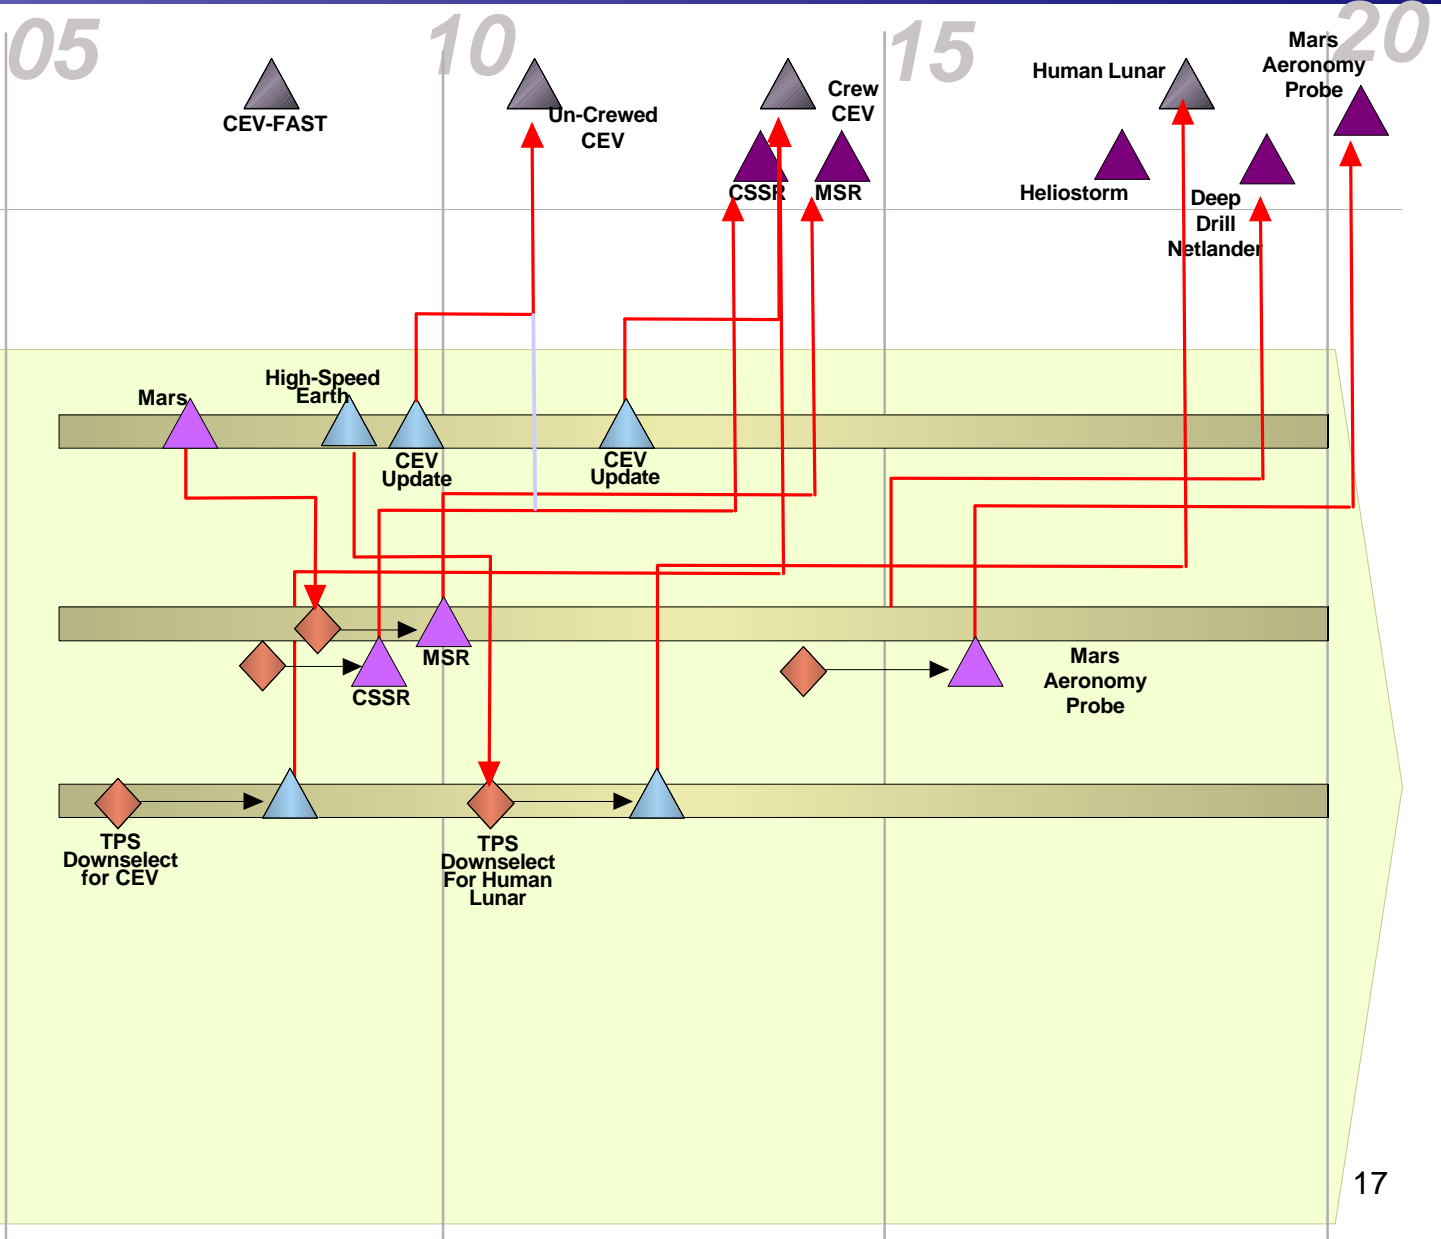 05
10
15
20
CEV-FAST
Un-Crewed
CEV
Crew
CEV
CSSR
MSR
Human Lunar
Heliostorm
Deep
Drill
Netlander
Mars
Aeronomy
Probe
Mars
High-Speed
Earth
CEV
Update
CEV
Update
MSR
CSSR
Mars
Aeronomy
Probe
TPS
Downselect
for CEV
TPS
Downselect
For Human
Lunar
17